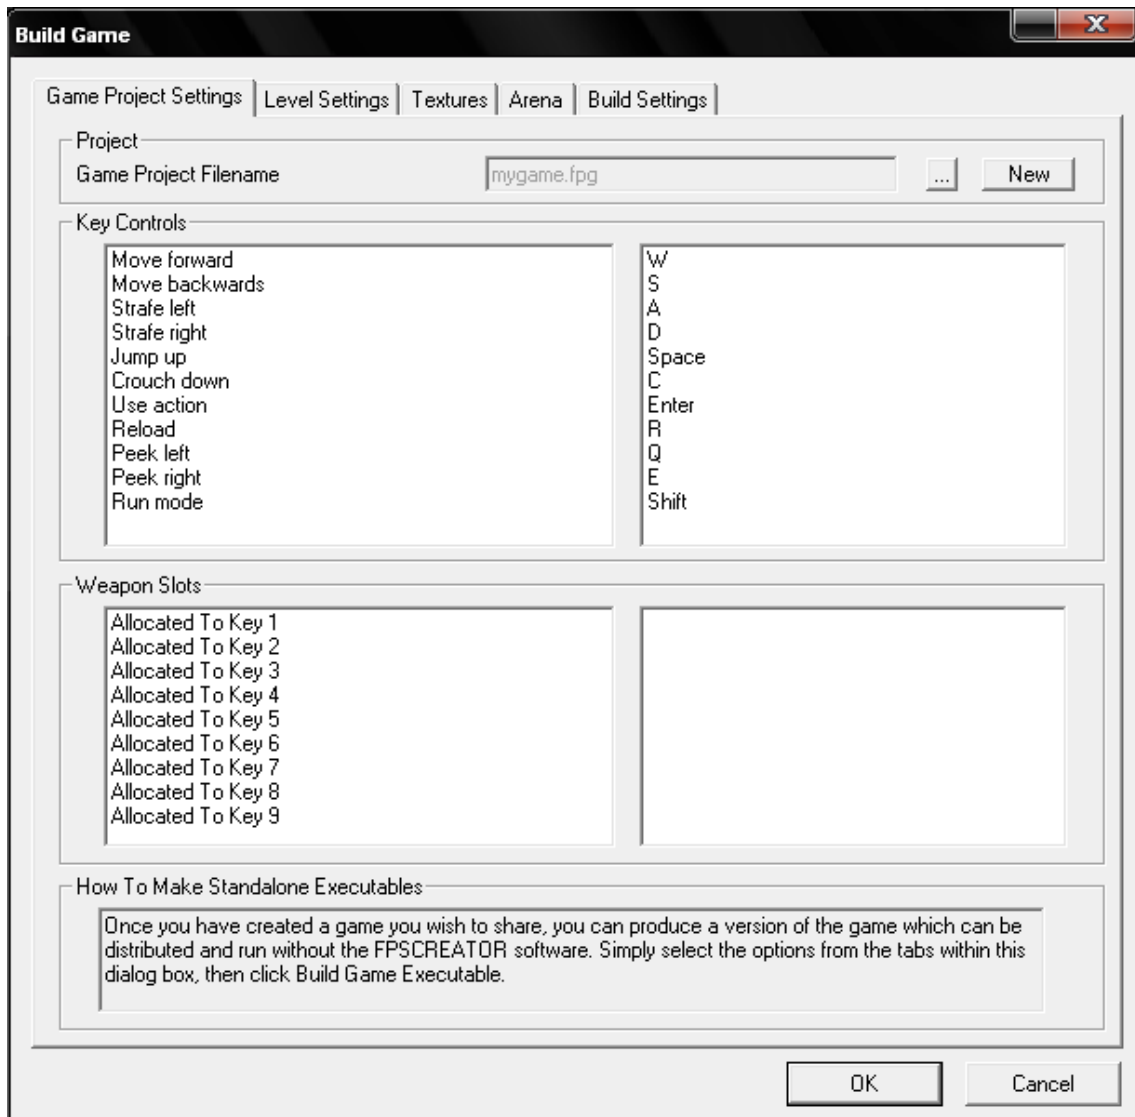 Build Game
Game Project Settings Level Settings Textures Arena Build Settings
Project
Game Project Filename mygame.fpg ... New
Key Controls
Move forward W
Move backwards S
Strafe left A
Strafe right D
Jump up Space
Crouch down C
Use action Enter
Reload R
Peek left Q
Peek right E
Run mode Shift
Weapon Slots
Allocated To Key 1
Allocated To Key 2
Allocated To Key 3
Allocated To Key 4
Allocated To Key 5
Allocated To Key 6
Allocated To Key 7
Allocated To Key 8
Allocated To Key 9
How To Make Standalone Executables
Once you have created a game you wish to share, you can produce a version of the game which can be
distributed and run without the FPSCREATOR software. Simply select the options from the tabs within this
dialog box, then click Build Game Executable.
OK Cancel